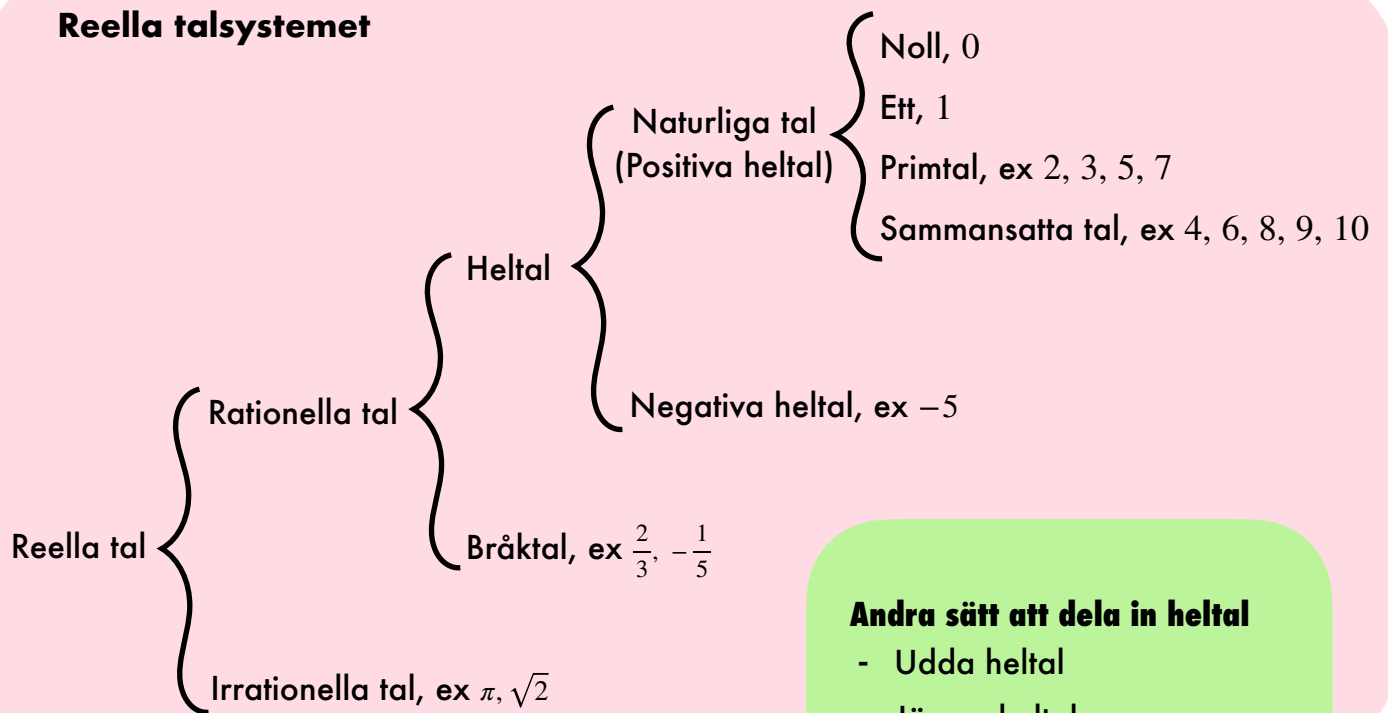 Reella talsystemet
Noll, 0
Ett, 1
Primtal, ex 2, 3, 5, 7
Sammansatta tal, ex 4, 6, 8, 9, 10
Naturliga tal
(Positiva heltal)
Heltal
Negativa heltal, ex −5
Rationella tal
Bråktal, ex 2/3, −1/5
Reella tal
Irrationella tal, ex π, √2
Andra sätt att dela in heltal
- Udda heltal